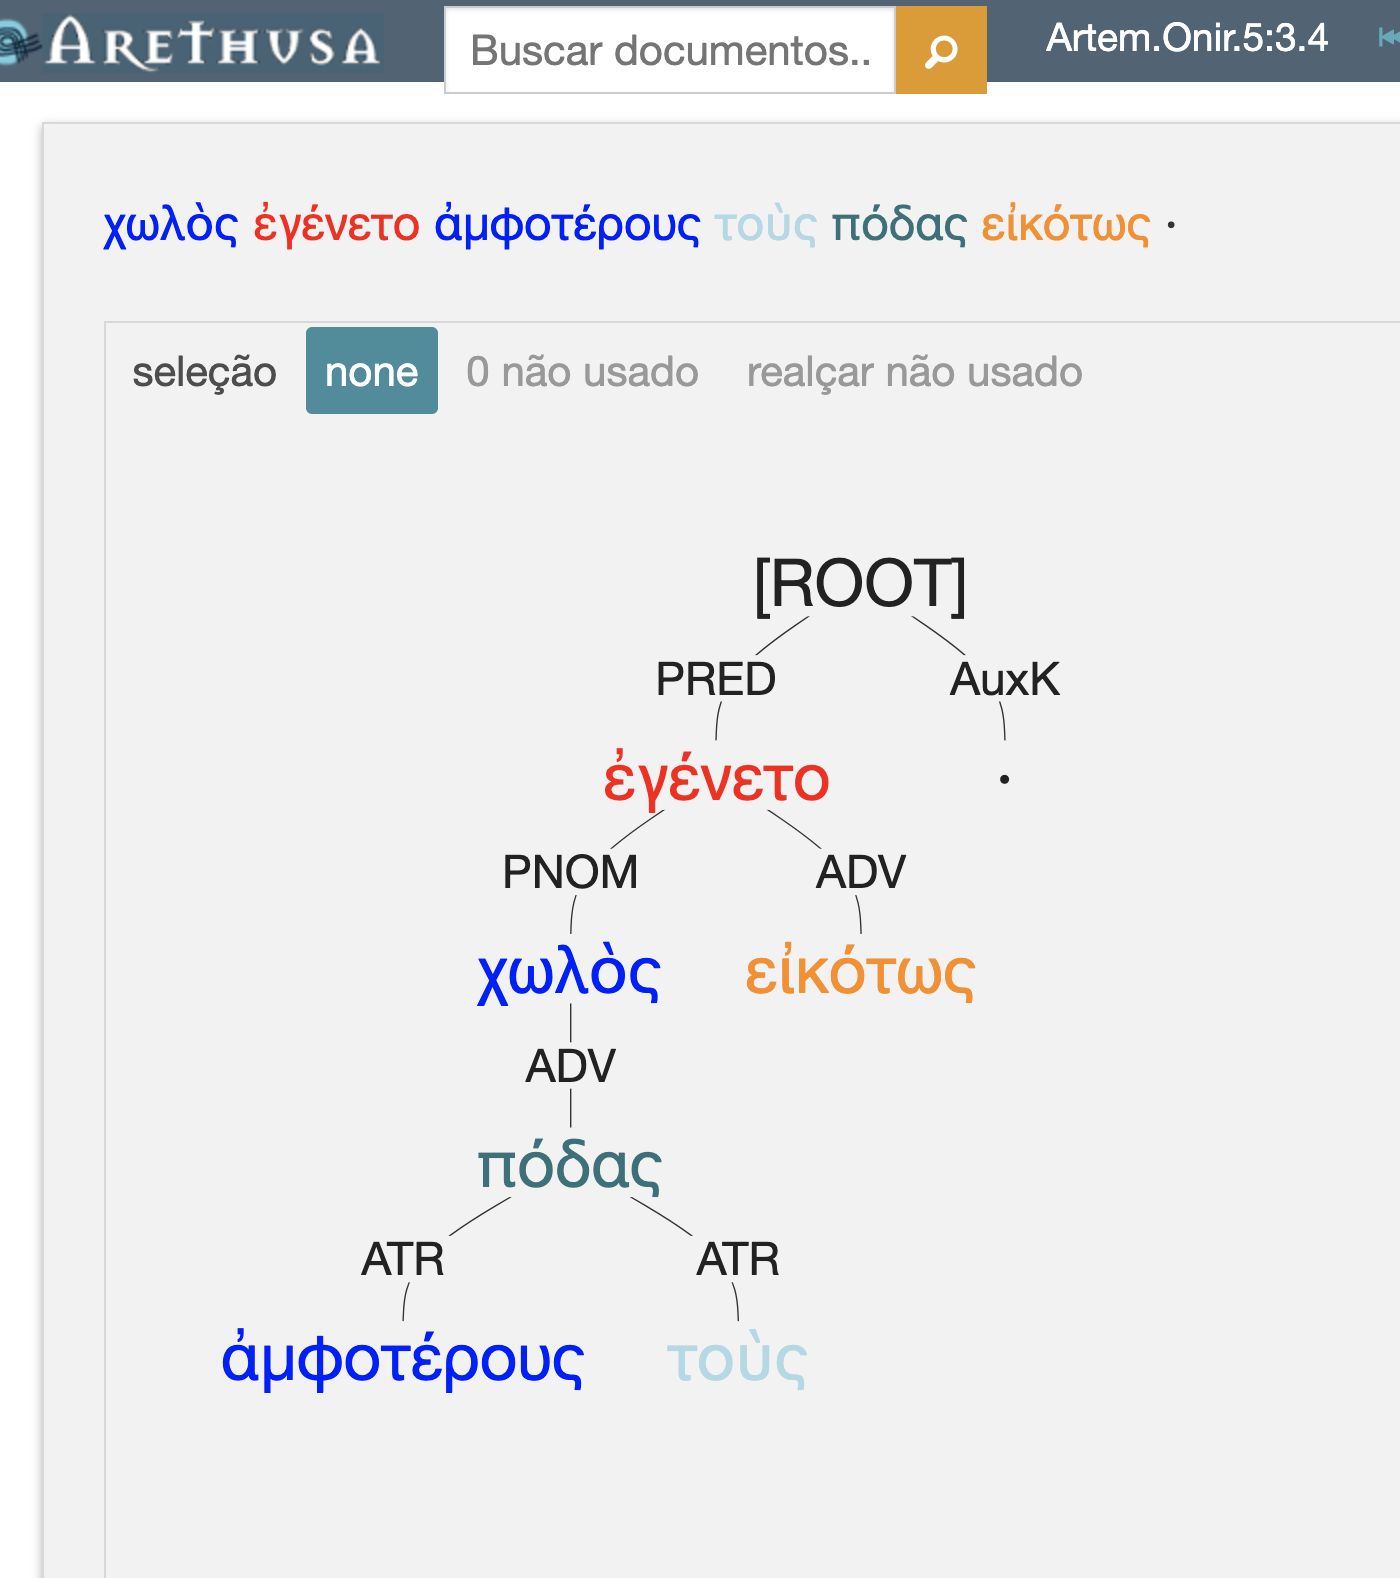 ARETHUSA Buscar documentos.. Artem.Onir.5:3.4
χωλὸς ἐγένετο ἀμφοτέρους τοὺς πόδας εἰκότως ·
seleção none 0 não usado realçar não usado
[ROOT]
PRED AuxK
ἐγένετο ·
PNOM ADV
χωλὸς εἰκότως
ADV
πόδας
ATR ATR
ἀμφοτέρους τοὺς